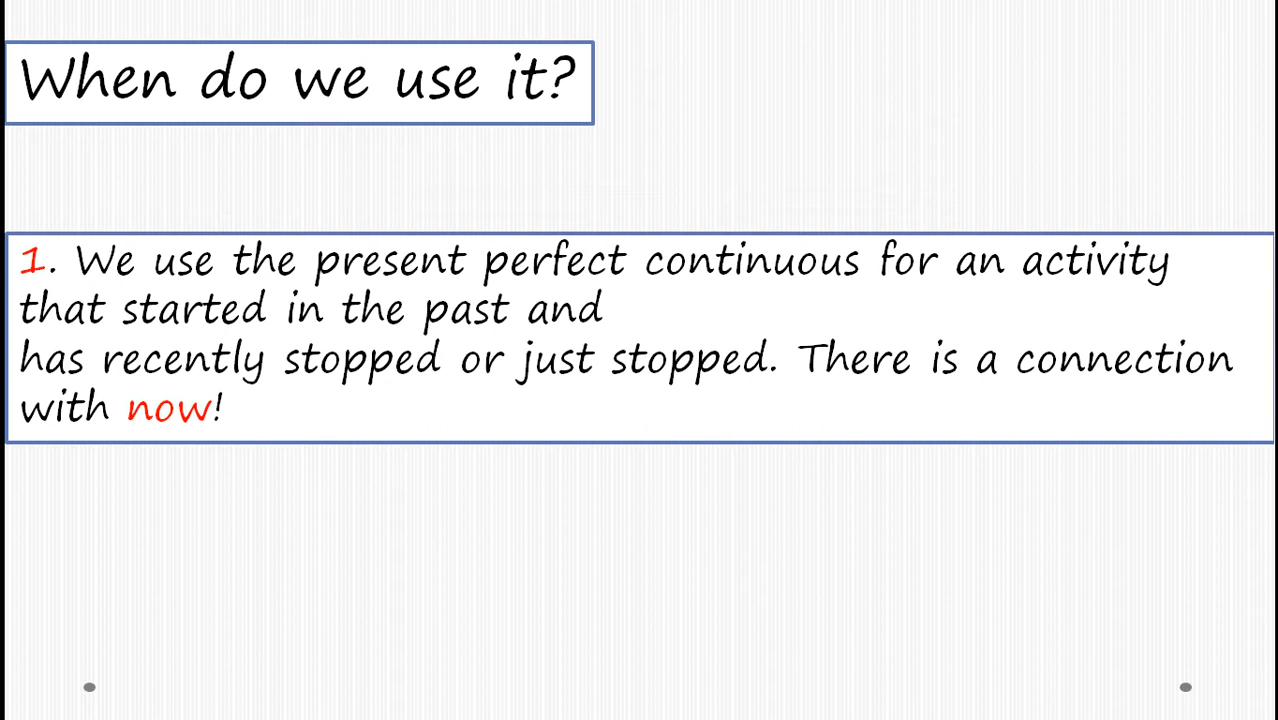 When do we use it?
1. We use the present perfect continuous for an activity
that started in the past and
has recently stopped or just stopped. There is a connection
with now!